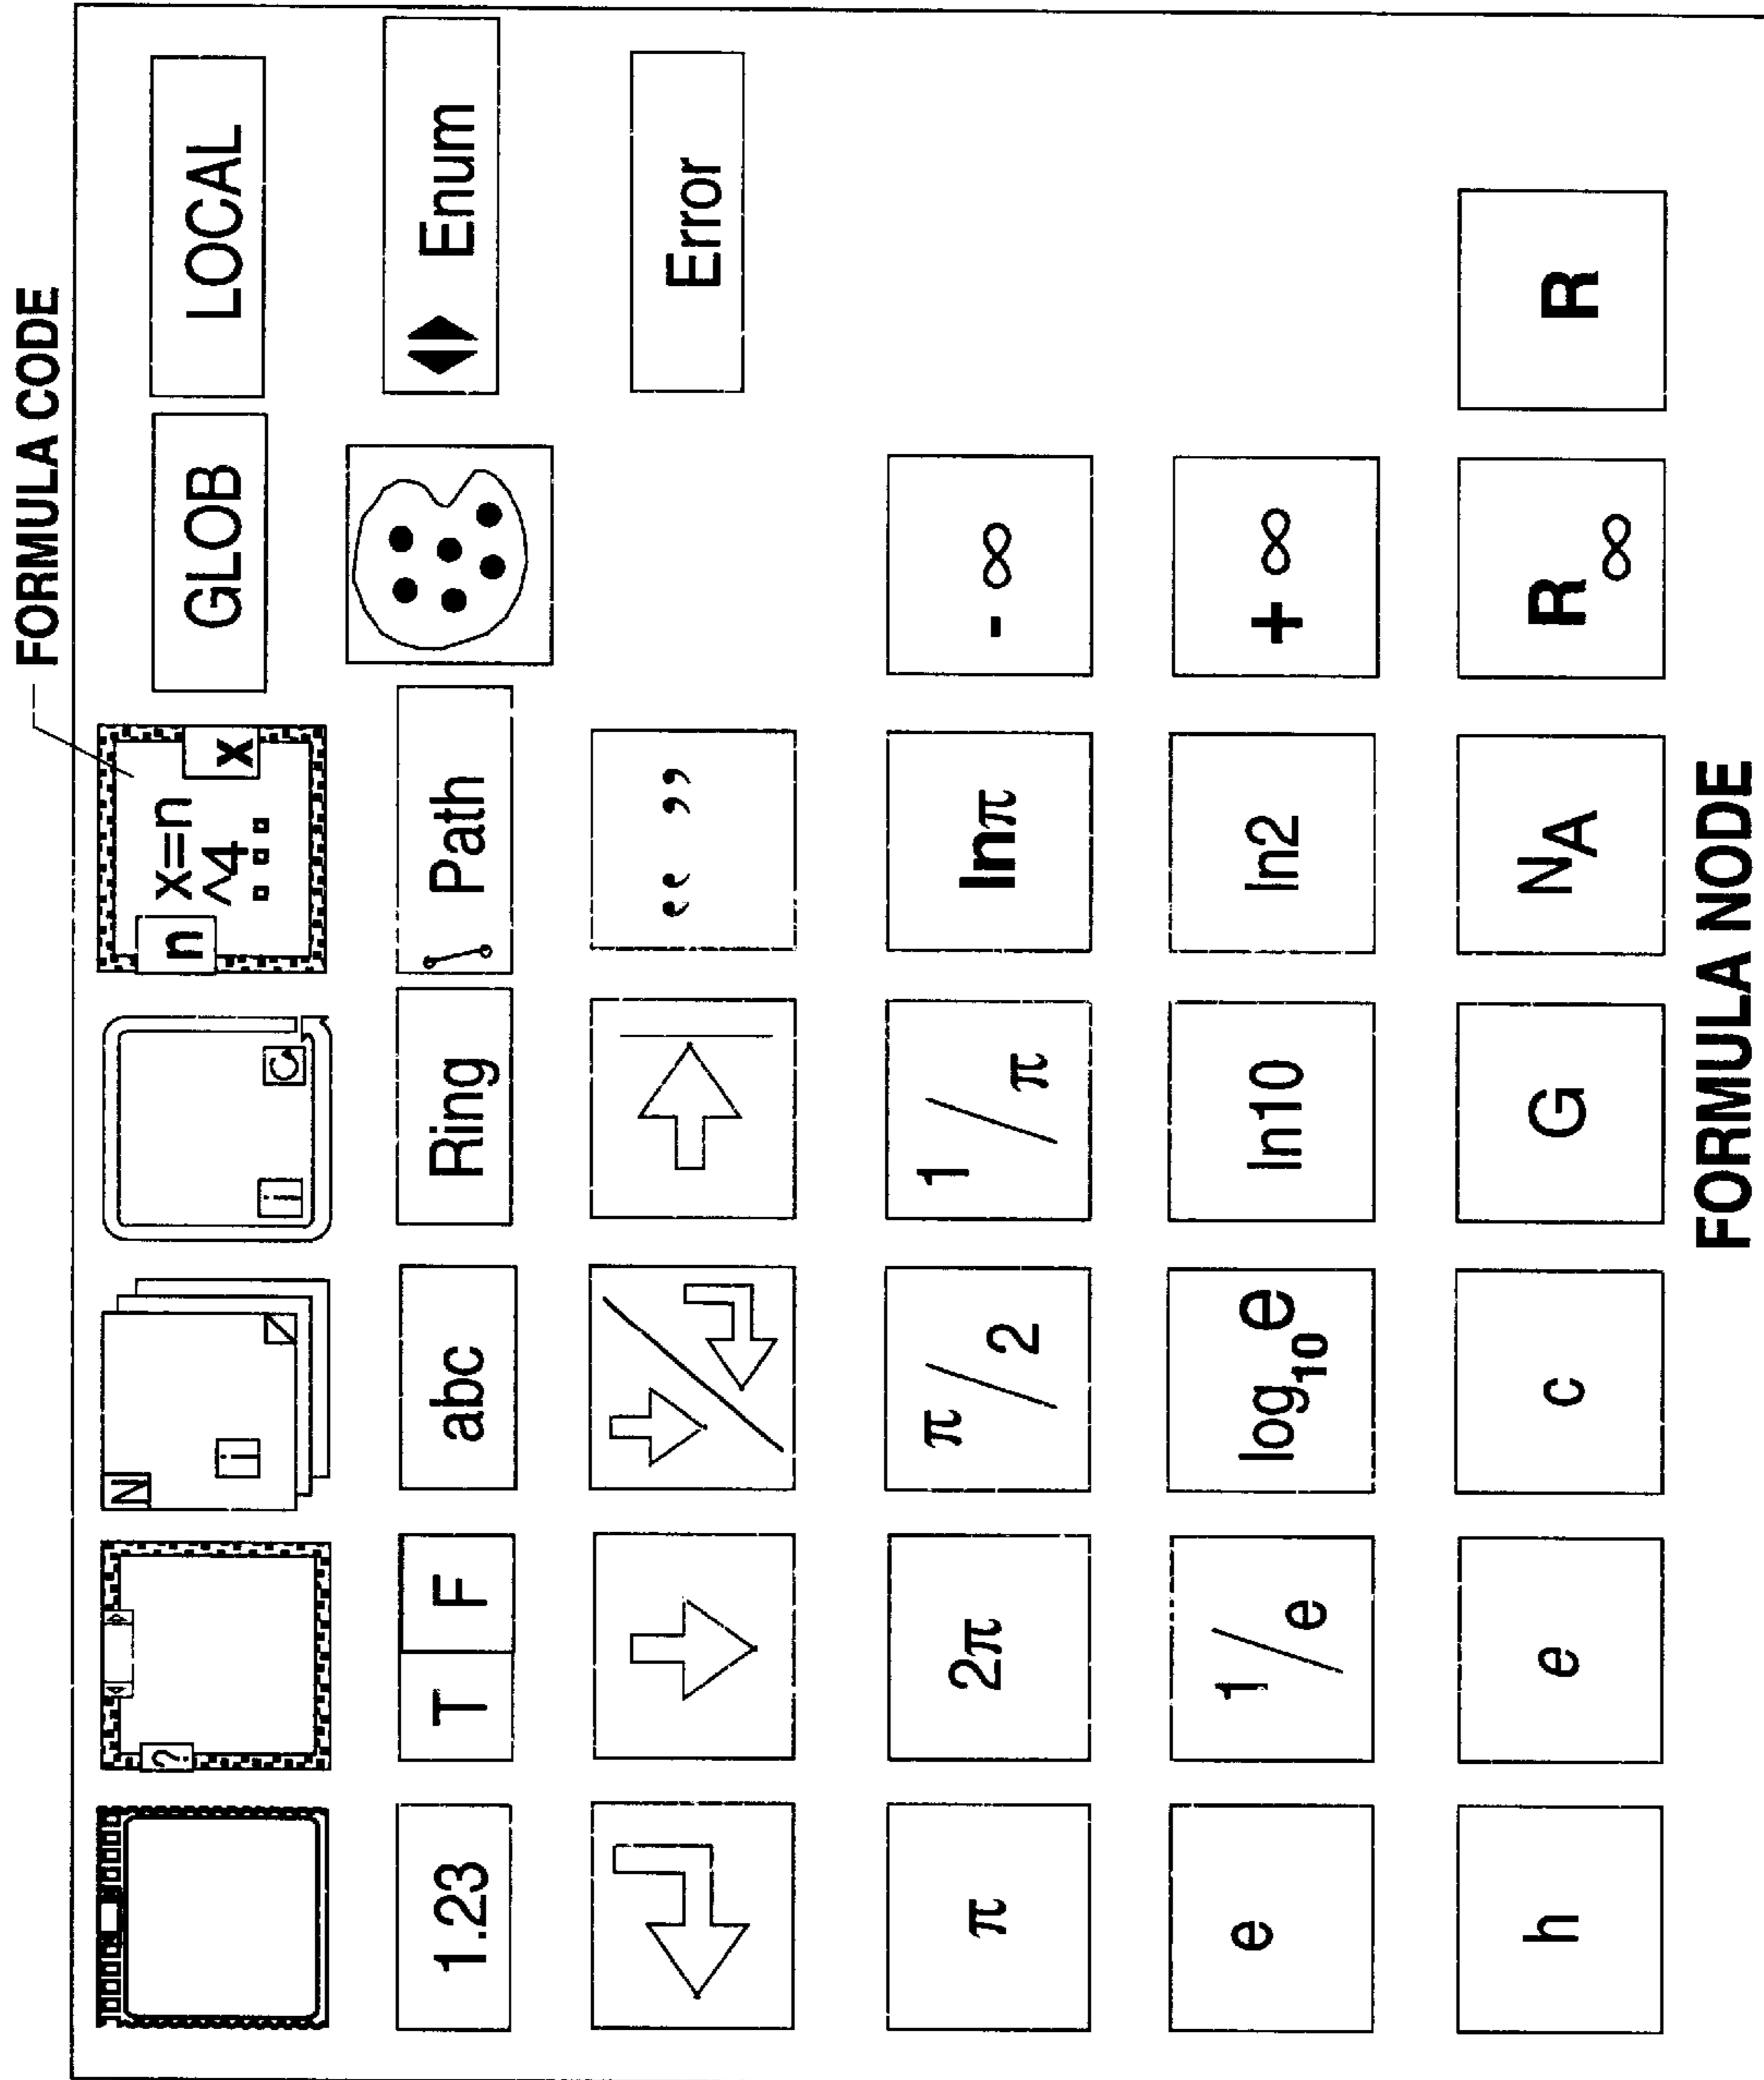 FORMULA CODE
? N i i n x=n ^4 x GLOB LOCAL
1.23 T F abc Ring Path Enum
“ ” Error
π 2π π/2 1/π lnπ - ∞
e 1/e log10e ln10 ln2 + ∞
h e c G NA R∞ R
FORMULA NODE